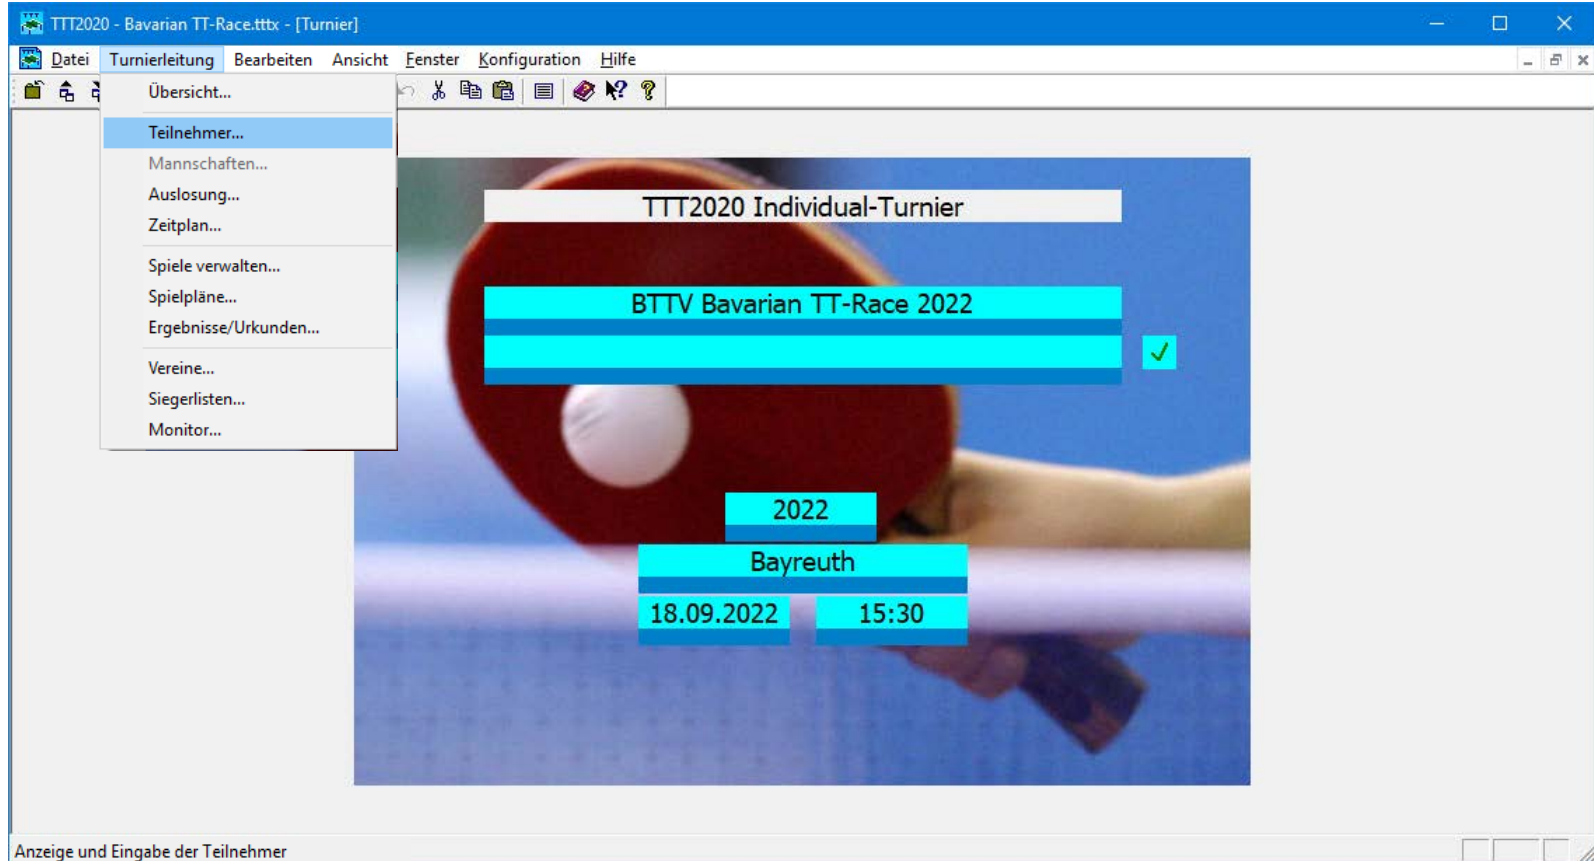 TTT2020 - Bavarian TT-Race.tttx - [Turnier]
Datei Turnierleitung Bearbeiten Ansicht Fenster Konfiguration Hilfe
Übersicht...
Teilnehmer...
Mannschaften...
Auslosung...
Zeitplan...
Spiele verwalten...
Spielpläne...
Ergebnisse/Urkunden...
Vereine...
Siegerlisten...
Monitor...
TTT2020 Individual-Turnier
BTTV Bavarian TT-Race 2022
2022
Bayreuth
18.09.2022 15:30
Anzeige und Eingabe der Teilnehmer